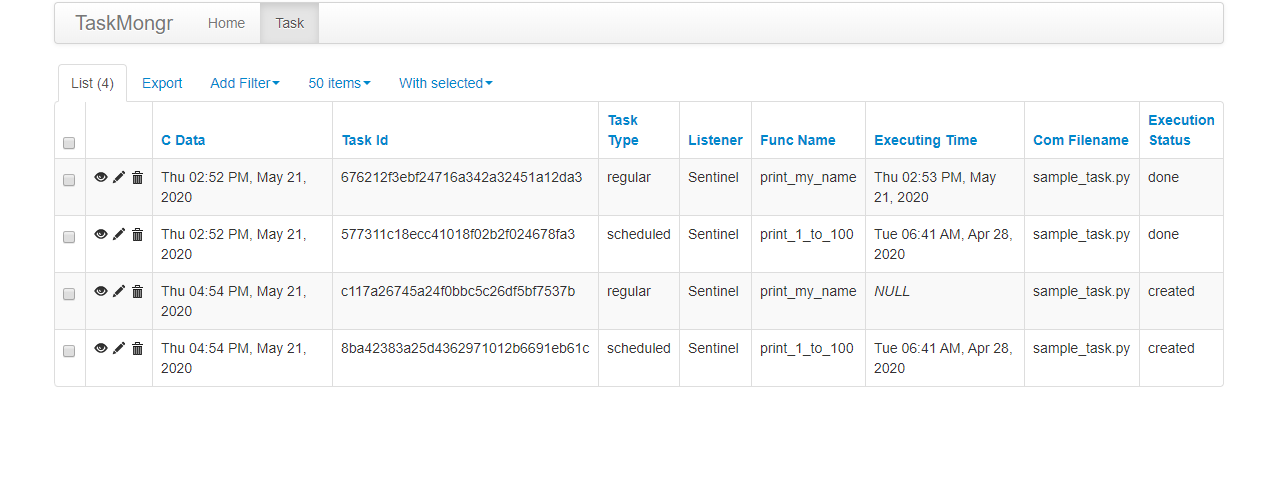 TaskMongr Home Task
List (4) Export Add Filter 50 items With selected
C Data Task Id Task Type Listener Func Name Executing Time Com Filename Execution Status
Thu 02:52 PM, May 21, 2020 676212f3ebf24716a342a32451a12da3 regular Sentinel print_my_name Thu 02:53 PM, May 21, 2020 sample_task.py done
Thu 02:52 PM, May 21, 2020 577311c18ecc41018f02b2f024678fa3 scheduled Sentinel print_1_to_100 Tue 06:41 AM, Apr 28, 2020 sample_task.py done
Thu 04:54 PM, May 21, 2020 c117a26745a24f0bbc5c26df5bf7537b regular Sentinel print_my_name NULL sample_task.py created
Thu 04:54 PM, May 21, 2020 8ba42383a25d4362971012b6691eb61c scheduled Sentinel print_1_to_100 Tue 06:41 AM, Apr 28, 2020 sample_task.py created